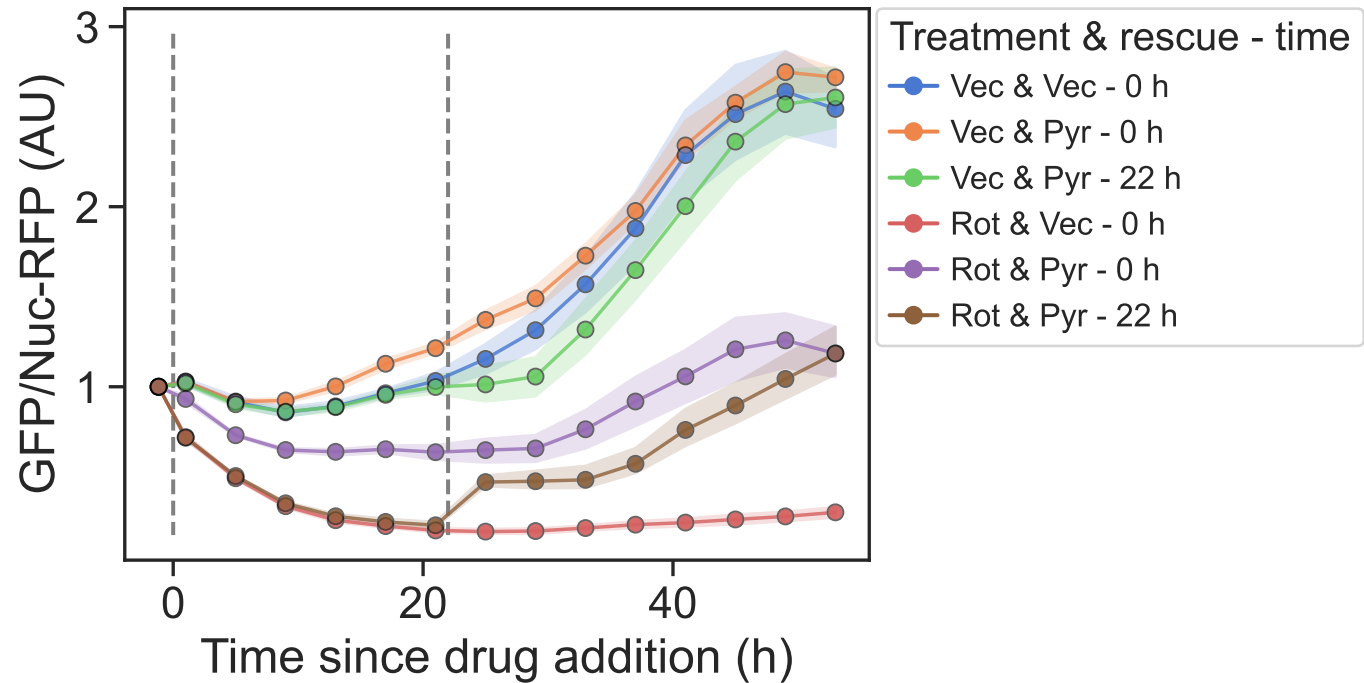 3
2
1
GFP/Nuc-RFP (AU)
0
20
40
Time since drug addition (h)
Treatment & rescue - time
Vec & Vec - 0 h
Vec & Pyr - 0 h
Vec & Pyr - 22 h
Rot & Vec - 0 h
Rot & Pyr - 0 h
Rot & Pyr - 22 h